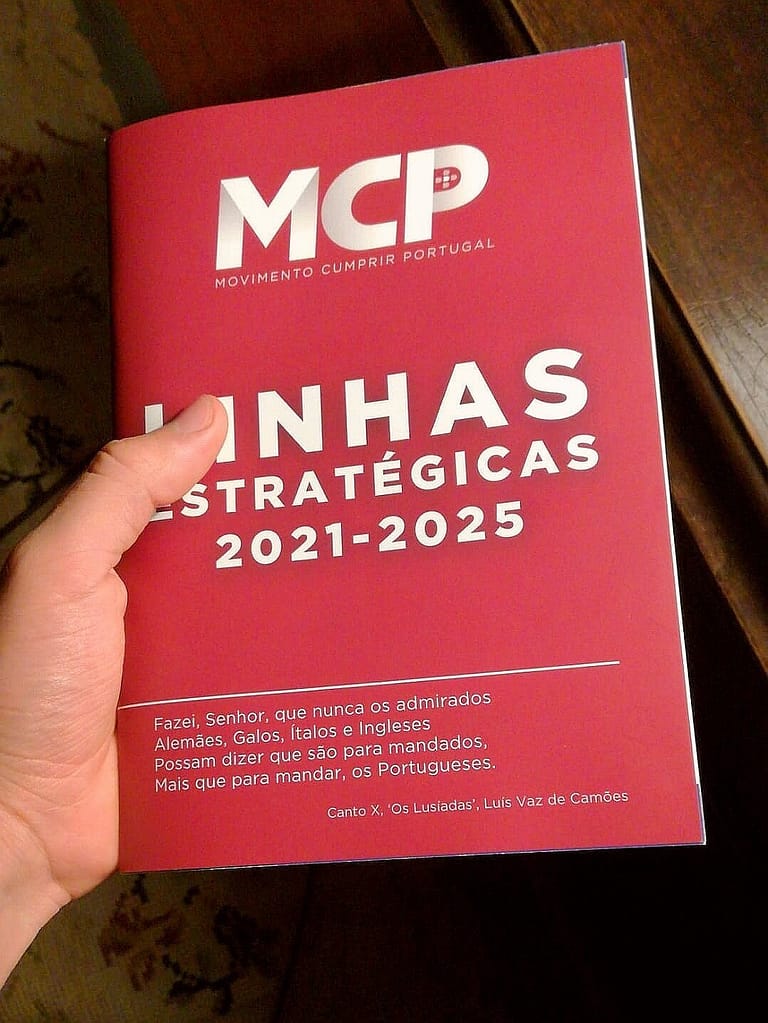 MCP
MOVIMENTO CUMPRIR PORTUGAL
LINHAS
ESTRATÉGICAS
2021-2025
Fazei, Senhor, que nunca os admirados
Alemães, Galos, Ítalos e Ingleses
Possam dizer que são para mandados,
Mais que para mandar, os Portugueses.
Canto X, 'Os Lusíadas', Luís Vaz de Camões